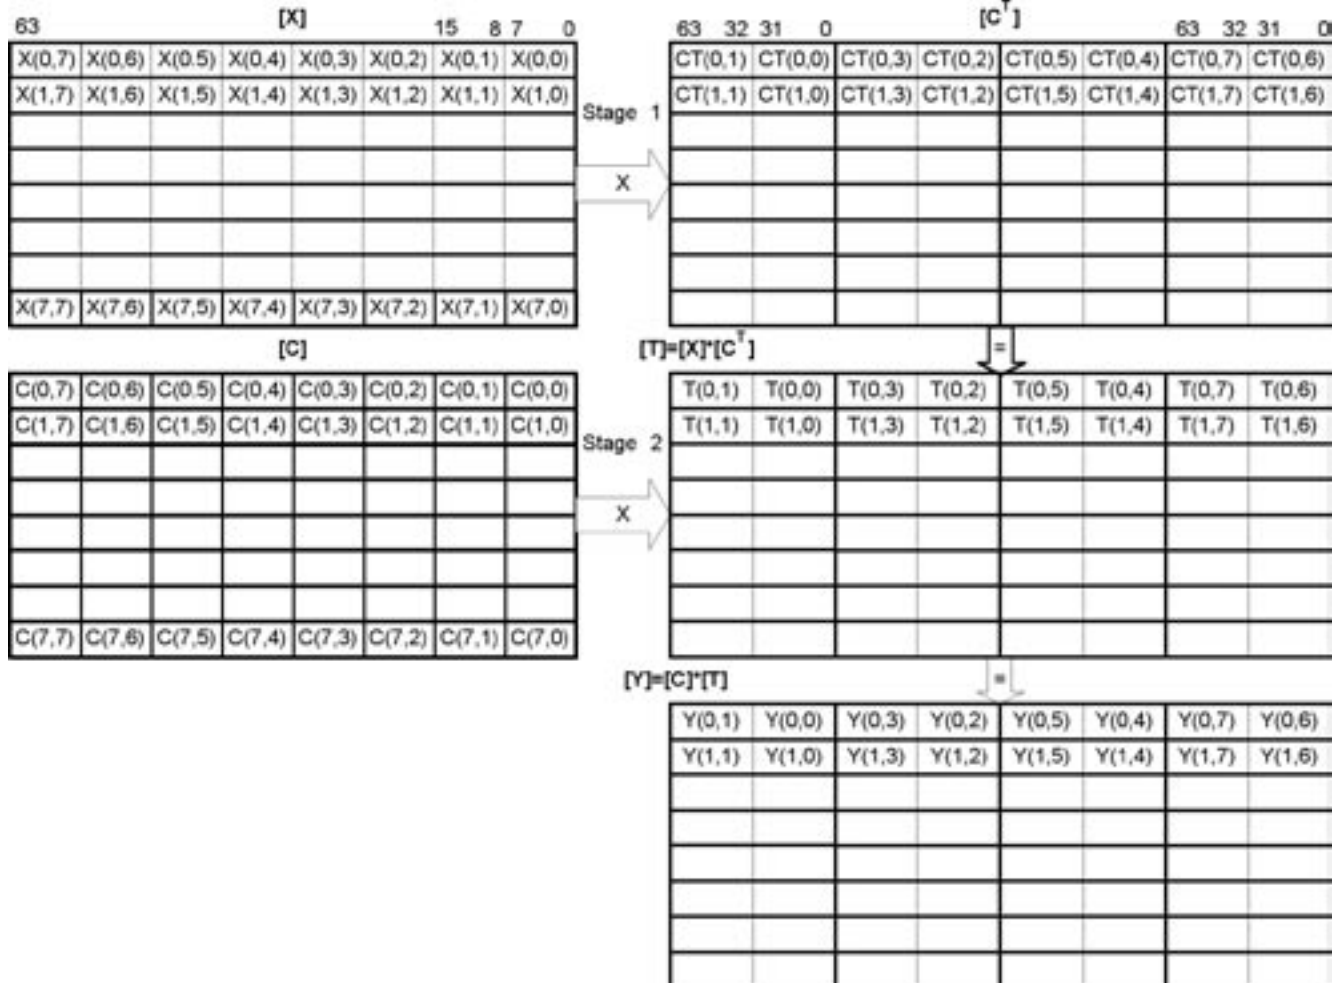 [X]
63 15 8 7 0
X(0,7) X(0,6) X(0,5) X(0,4) X(0,3) X(0,2) X(0,1) X(0,0)
X(1,7) X(1,6) X(1,5) X(1,4) X(1,3) X(1,2) X(1,1) X(1,0)
X(7,7) X(7,6) X(7,5) X(7,4) X(7,3) X(7,2) X(7,1) X(7,0)
Stage 1
X
[C^T]
63 32 31 0 63 32 31 0
CT(0,1) CT(0,0) CT(0,3) CT(0,2) CT(0,5) CT(0,4) CT(0,7) CT(0,6)
CT(1,1) CT(1,0) CT(1,3) CT(1,2) CT(1,5) CT(1,4) CT(1,7) CT(1,6)
[C]
C(0,7) C(0,6) C(0,5) C(0,4) C(0,3) C(0,2) C(0,1) C(0,0)
C(1,7) C(1,6) C(1,5) C(1,4) C(1,3) C(1,2) C(1,1) C(1,0)
C(7,7) C(7,6) C(7,5) C(7,4) C(7,3) C(7,2) C(7,1) C(7,0)
Stage 2
X
[T]=[X]*[C^T]
=
T(0,1) T(0,0) T(0,3) T(0,2) T(0,5) T(0,4) T(0,7) T(0,6)
T(1,1) T(1,0) T(1,3) T(1,2) T(1,5) T(1,4) T(1,7) T(1,6)
[Y]=[C]*[T]
=
Y(0,1) Y(0,0) Y(0,3) Y(0,2) Y(0,5) Y(0,4) Y(0,7) Y(0,6)
Y(1,1) Y(1,0) Y(1,3) Y(1,2) Y(1,5) Y(1,4) Y(1,7) Y(1,6)